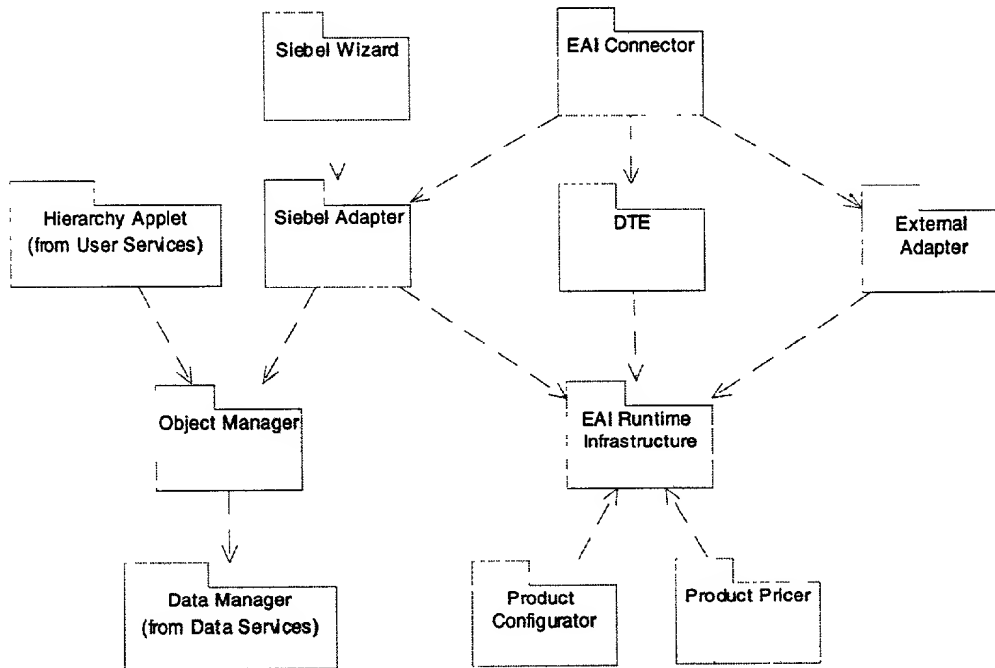 Siebel Wizard
EAI Connector
Hierarchy Applet
(from User Services)
Siebel Adapter
DTE
External
Adapter
Object Manager
EAI Runtime
Infrastructure
Data Manager
(from Data Services)
Product
Configurator
Product Pricer